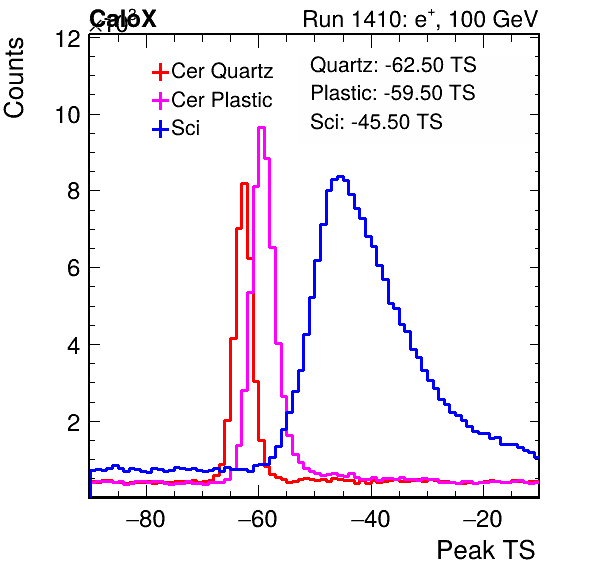 CaloX Run 1410: e⁺, 100 GeV
×10³
12
Counts
Cer Quartz
Cer Plastic
Sci
Quartz: -62.50 TS
Plastic: -59.50 TS
Sci: -45.50 TS
10
8
6
4
2
−80 −60 −40 −20
Peak TS